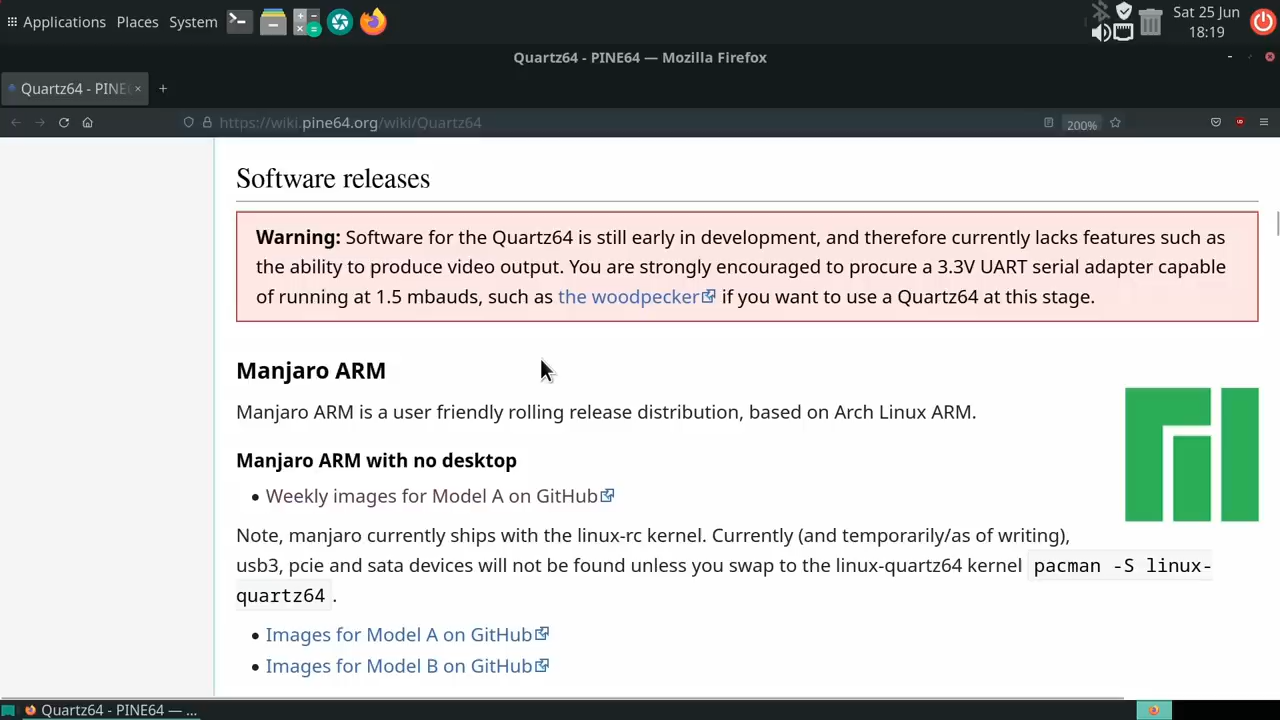 Applications Places System
Sat 25 Jun
18:19
Quartz64 - PINE64 — Mozilla Firefox
Quartz64 - PINE
https://wiki.pine64.org/wiki/Quartz64
200%
Software releases
Warning: Software for the Quartz64 is still early in development, and therefore currently lacks features such as
the ability to produce video output. You are strongly encouraged to procure a 3.3V UART serial adapter capable
of running at 1.5 mbauds, such as the woodpecker if you want to use a Quartz64 at this stage.
Manjaro ARM
Manjaro ARM is a user friendly rolling release distribution, based on Arch Linux ARM.
Manjaro ARM with no desktop
• Weekly images for Model A on GitHub
Note, manjaro currently ships with the linux-rc kernel. Currently (and temporarily/as of writing),
usb3, pcie and sata devices will not be found unless you swap to the linux-quartz64 kernel pacman -S linux-
quartz64 .
• Images for Model A on GitHub
• Images for Model B on GitHub
Quartz64 - PINE64 — ...